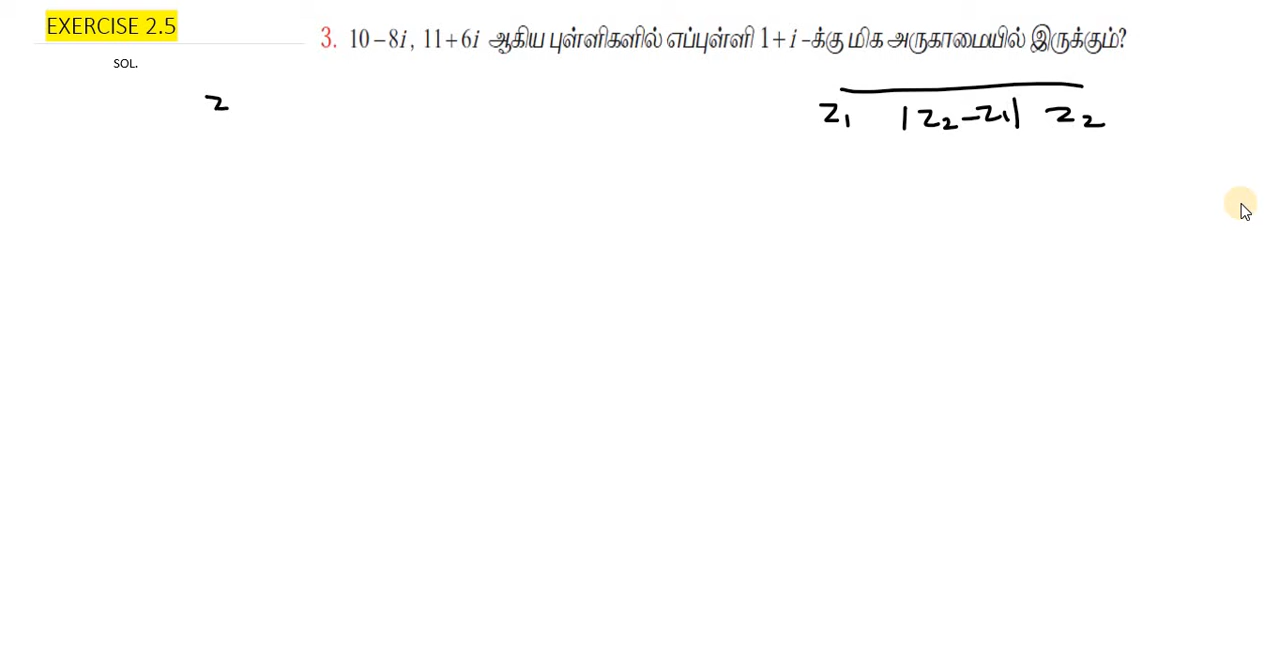 EXERCISE 2.5
3. 10−8i, 11+6i ஆகிய புள்ளிகளில் எப்புள்ளி 1+i -க்கு மிக அருகாமையில் இருக்கும்?
SOL.
z
z₁ |z₂−z₁| z₂